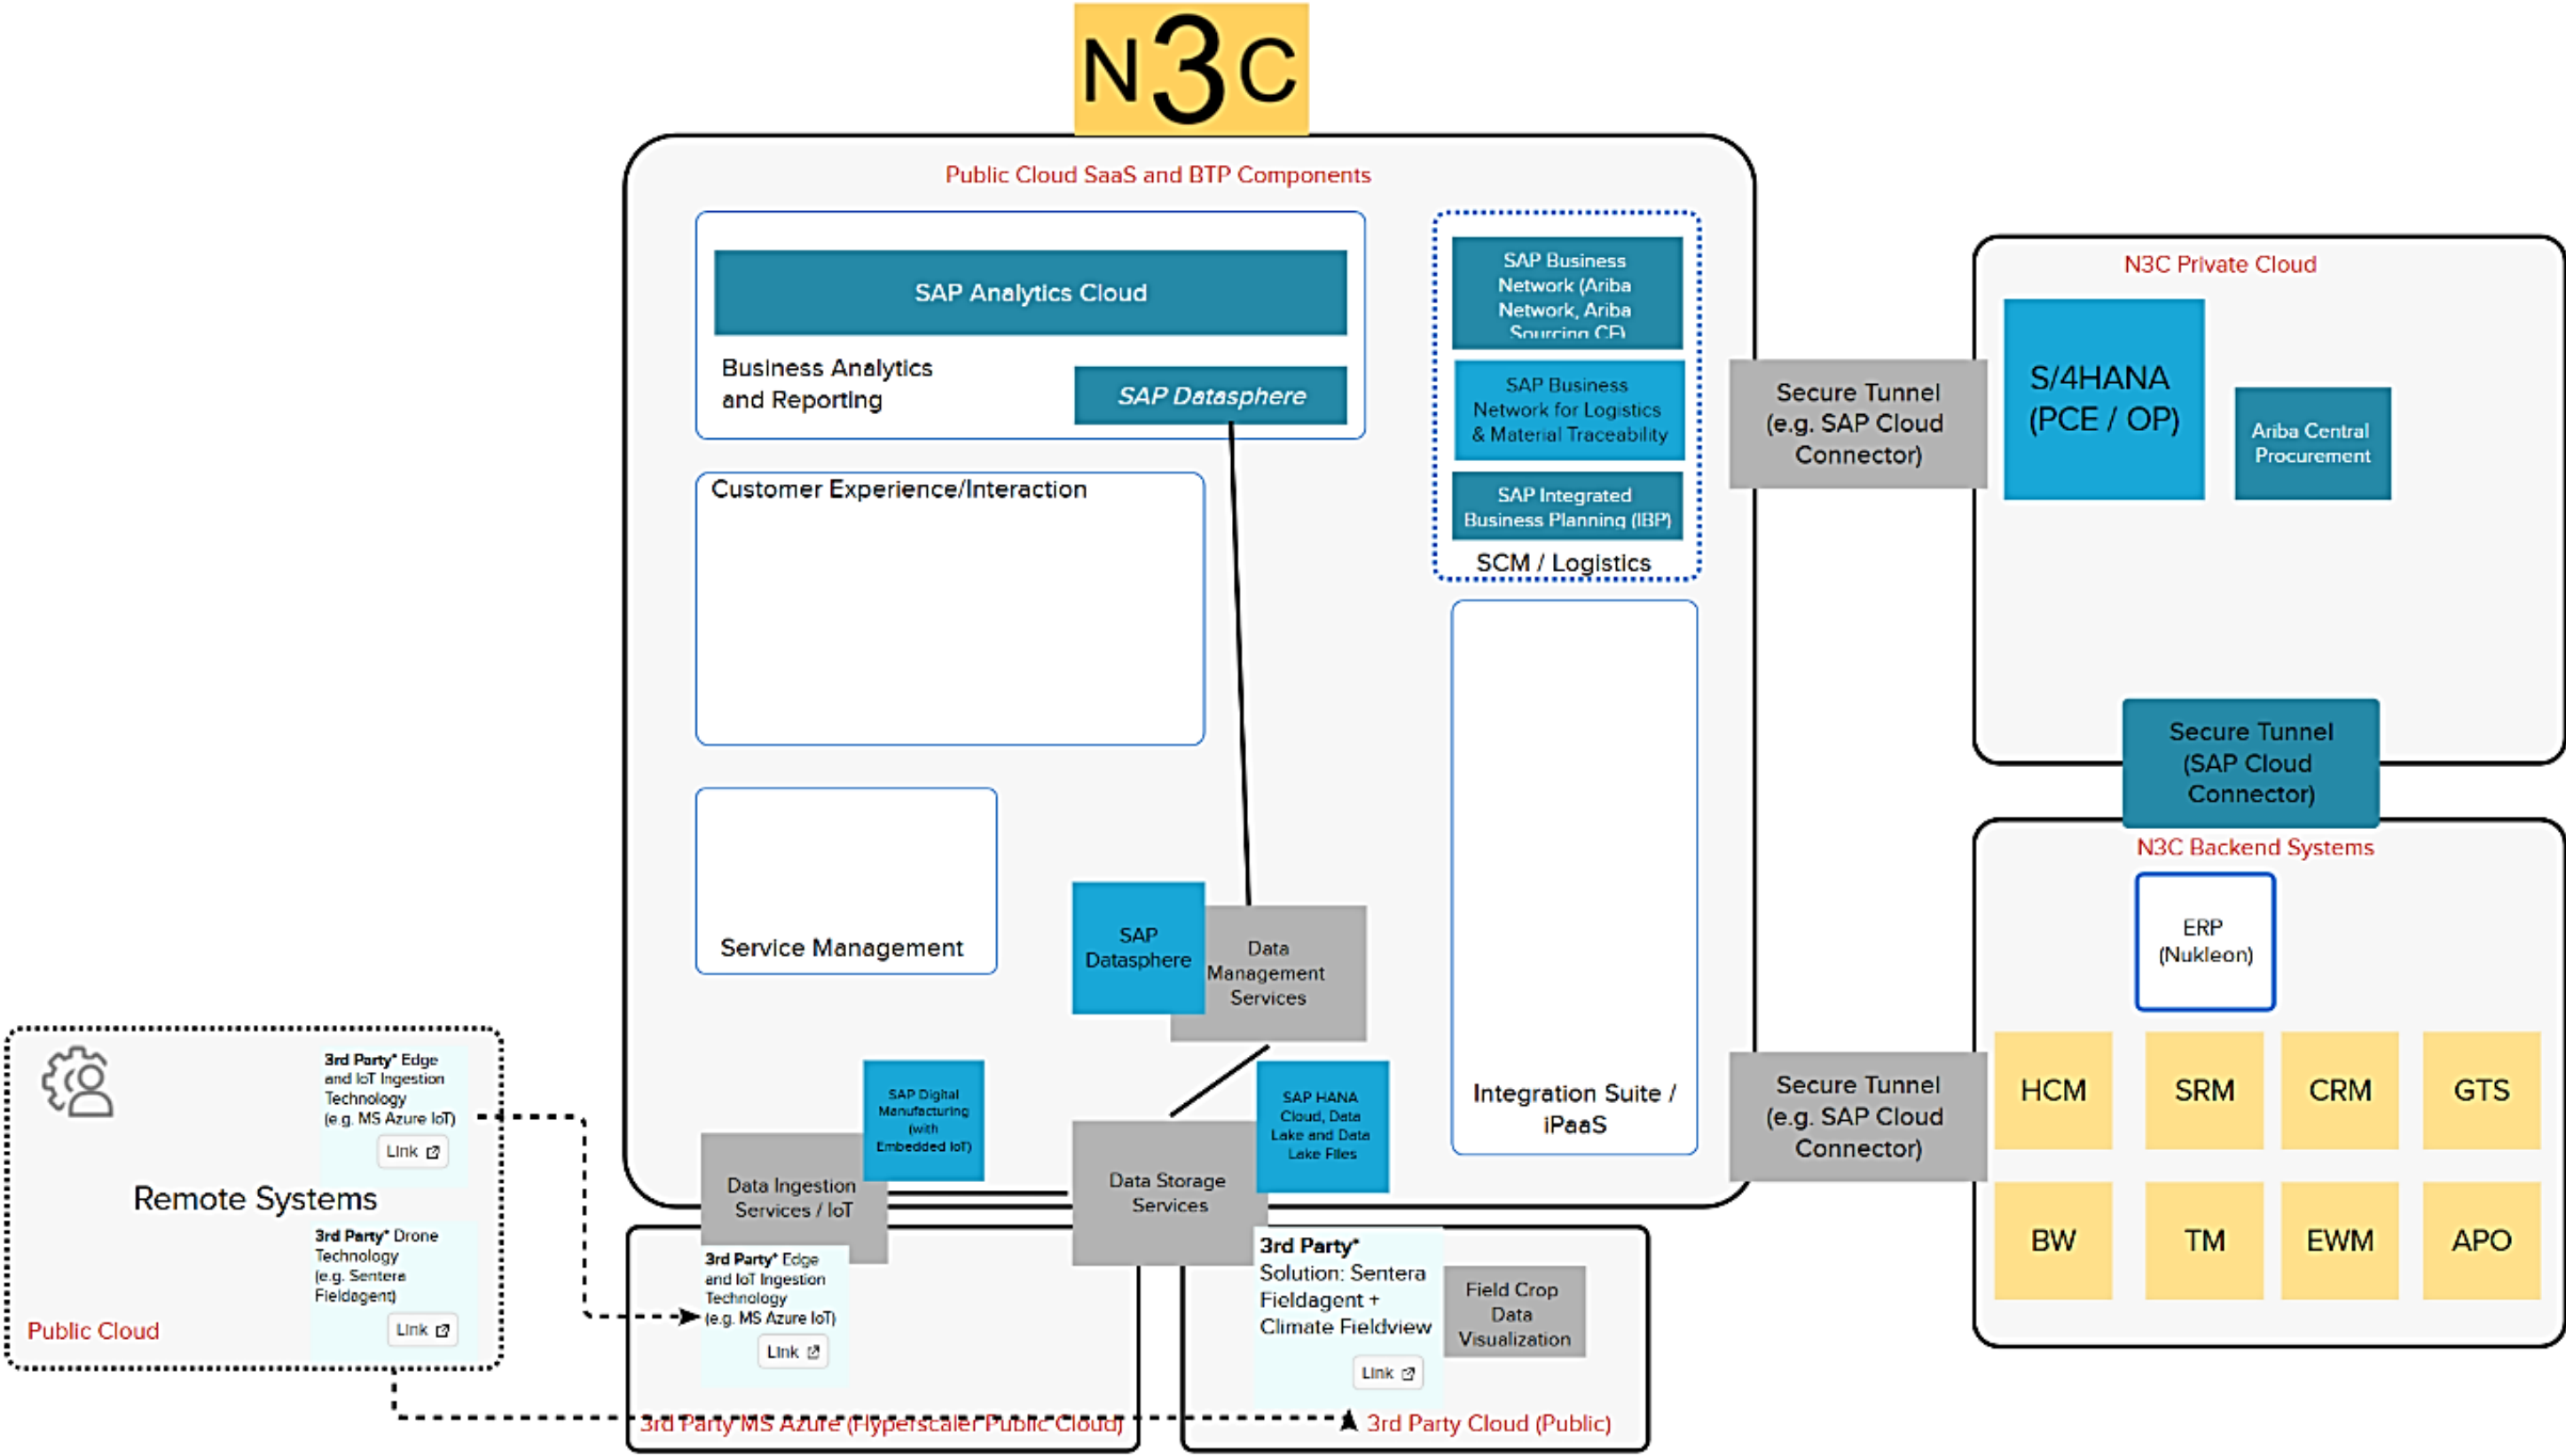 N3C
Public Cloud SaaS and BTP Components
SAP Analytics Cloud
Business Analytics
and Reporting
SAP Datasphere
SAP Business
Network (Ariba
Network, Ariba
Sourcing CE)
SAP Business
Network for Logistics
& Material Traceability
SAP Integrated
Business Planning (IBP)
SCM / Logistics
Customer Experience/Interaction
Service Management
SAP
Datasphere
Data
Management
Services
SAP Digital
Manufacturing
(with
Embedded IoT)
Data Ingestion
Services / IoT
SAP HANA
Cloud, Data
Lake and Data
Lake Files
Data Storage
Services
Integration Suite /
iPaaS
Secure Tunnel
(e.g. SAP Cloud
Connector)
N3C Private Cloud
S/4HANA
(PCE / OP)
Ariba Central
Procurement
Secure Tunnel
(SAP Cloud
Connector)
N3C Backend Systems
ERP
(Nukleon)
Secure Tunnel
(e.g. SAP Cloud
Connector)
HCM
SRM
CRM
GTS
BW
TM
EWM
APO
3rd Party* Edge
and IoT Ingestion
Technology
(e.g. MS Azure IoT)
Link
Remote Systems
3rd Party* Drone
Technology
(e.g. Sentera
Fieldagent)
Link
Public Cloud
3rd Party* Edge
and IoT Ingestion
Technology
(e.g. MS Azure IoT)
Link
3rd Party MS Azure (Hyperscaler Public Cloud)
3rd Party*
Solution: Sentera
Fieldagent +
Climate Fieldview
Link
Field Crop
Data
Visualization
3rd Party Cloud (Public)